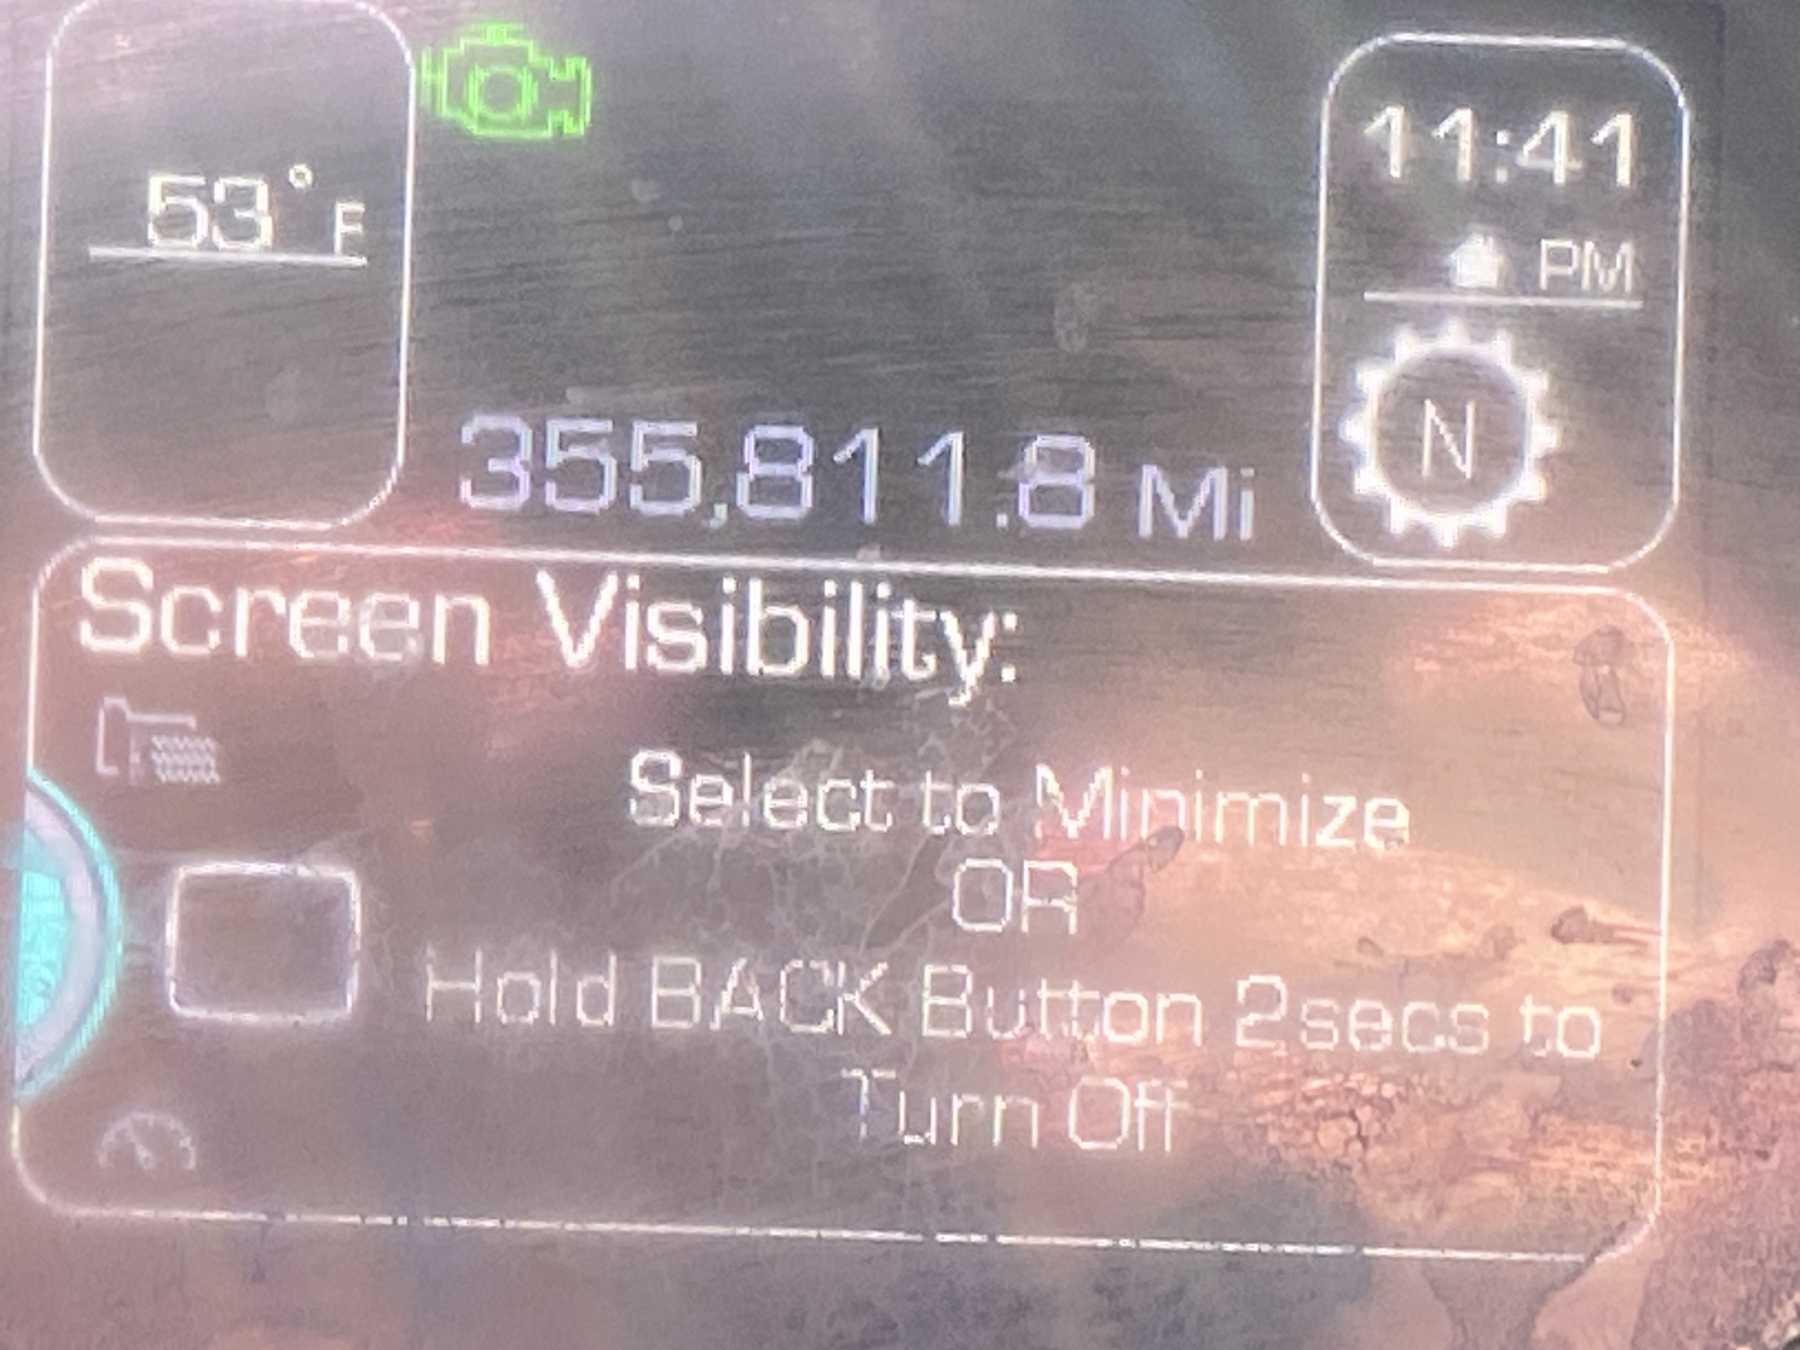 53° F
11:41
PM
N
355,811.8 Mi
Screen Visibility:
Select to Minimize
OR
Hold BACK Button 2secs to
Turn Off